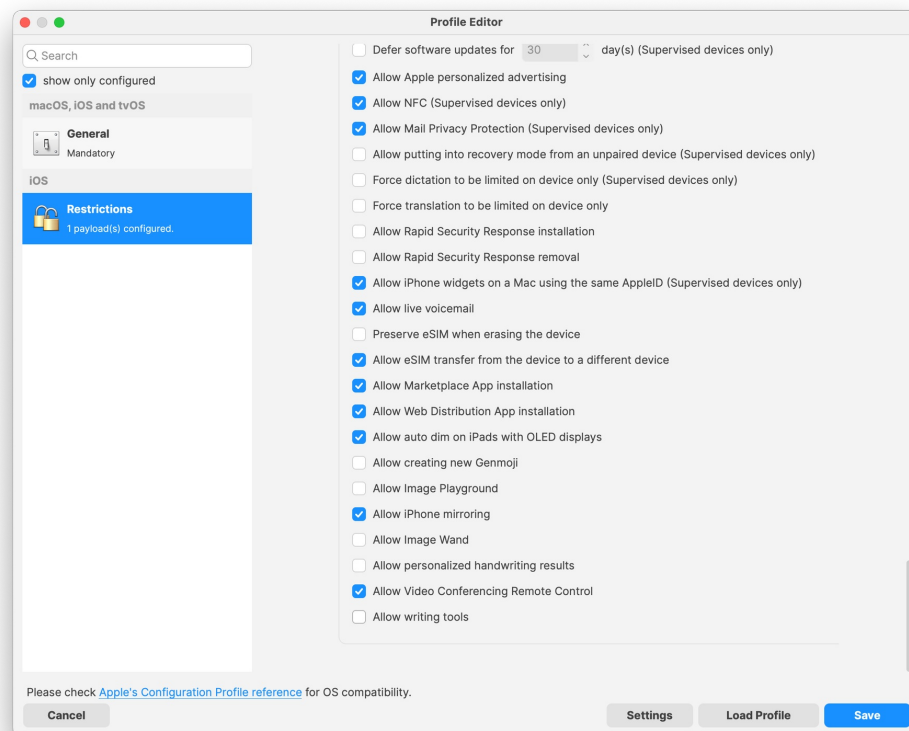 Profile Editor
Search
show only configured
macOS, iOS and tvOS
General
Mandatory
iOS
Restrictions
1 payload(s) configured.
Defer software updates for 30 day(s) (Supervised devices only)
Allow Apple personalized advertising
Allow NFC (Supervised devices only)
Allow Mail Privacy Protection (Supervised devices only)
Allow putting into recovery mode from an unpaired device (Supervised devices only)
Force dictation to be limited on device only (Supervised devices only)
Force translation to be limited on device only
Allow Rapid Security Response installation
Allow Rapid Security Response removal
Allow iPhone widgets on a Mac using the same AppleID (Supervised devices only)
Allow live voicemail
Preserve eSIM when erasing the device
Allow eSIM transfer from the device to a different device
Allow Marketplace App installation
Allow Web Distribution App installation
Allow auto dim on iPads with OLED displays
Allow creating new Genmoji
Allow Image Playground
Allow iPhone mirroring
Allow Image Wand
Allow personalized handwriting results
Allow Video Conferencing Remote Control
Allow writing tools
Please check Apple's Configuration Profile reference for OS compatibility.
Cancel
Settings
Load Profile
Save